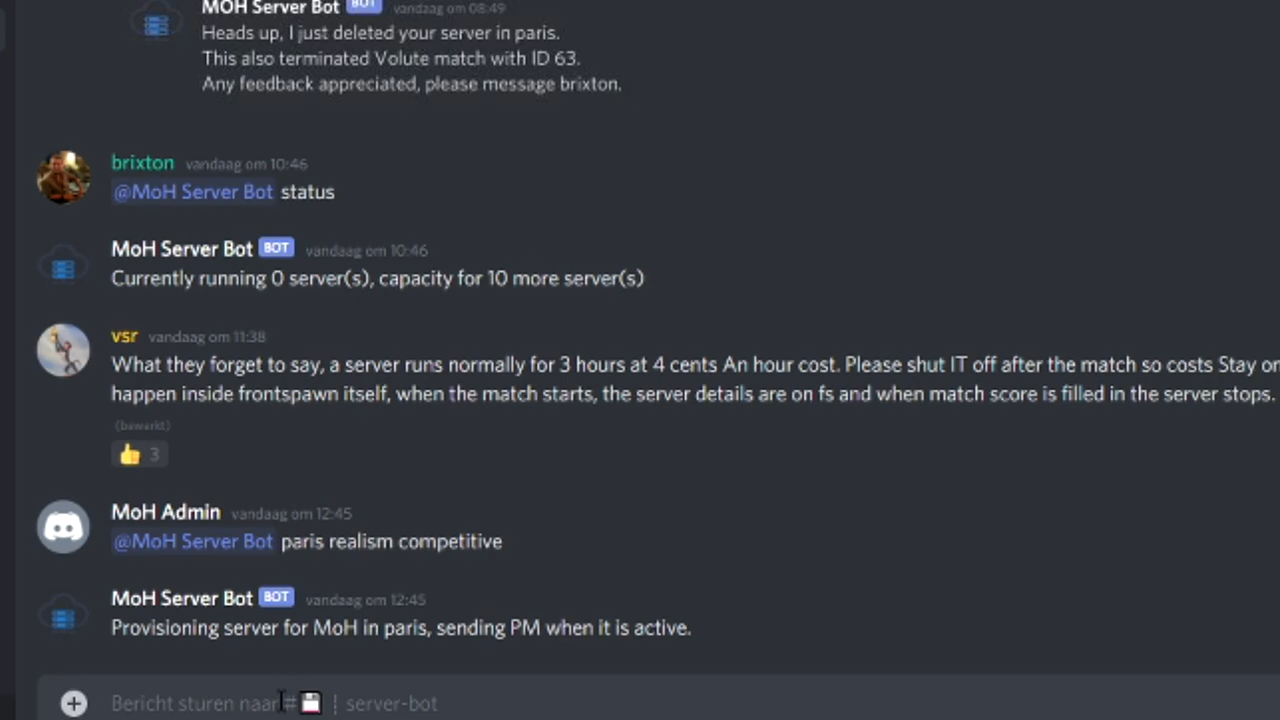 MOH Server Bot BOT vandaag om 08:49
Heads up, I just deleted your server in paris.
This also terminated Volute match with ID 63.
Any feedback appreciated, please message brixton.
brixton vandaag om 10:46
@MoH Server Bot status
MoH Server Bot BOT vandaag om 10:46
Currently running 0 server(s), capacity for 10 more server(s)
vsr vandaag om 11:38
What they forget to say, a server runs normally for 3 hours at 4 cents An hour cost. Please shut IT off after the match so costs Stay on
happen inside frontspawn itself, when the match starts, the server details are on fs and when match score is filled in the server stops.
(bewerkt)
👍 3
MoH Admin vandaag om 12:45
@MoH Server Bot paris realism competitive
MoH Server Bot BOT vandaag om 12:45
Provisioning server for MoH in paris, sending PM when it is active.
Bericht sturen naar #💾┊server-bot